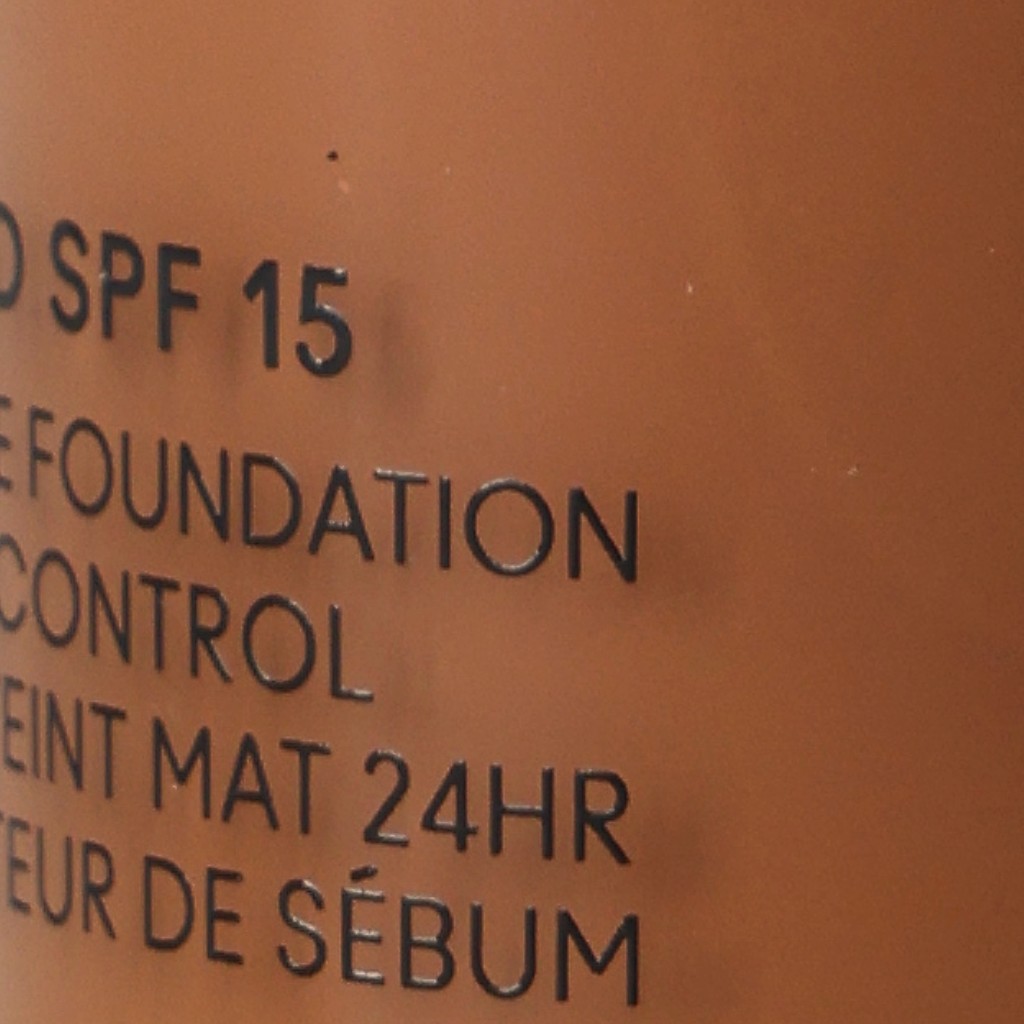 SPF 15
FOUNDATION
CONTROL
EINT MAT 24HR
TEUR DE SÉBUM